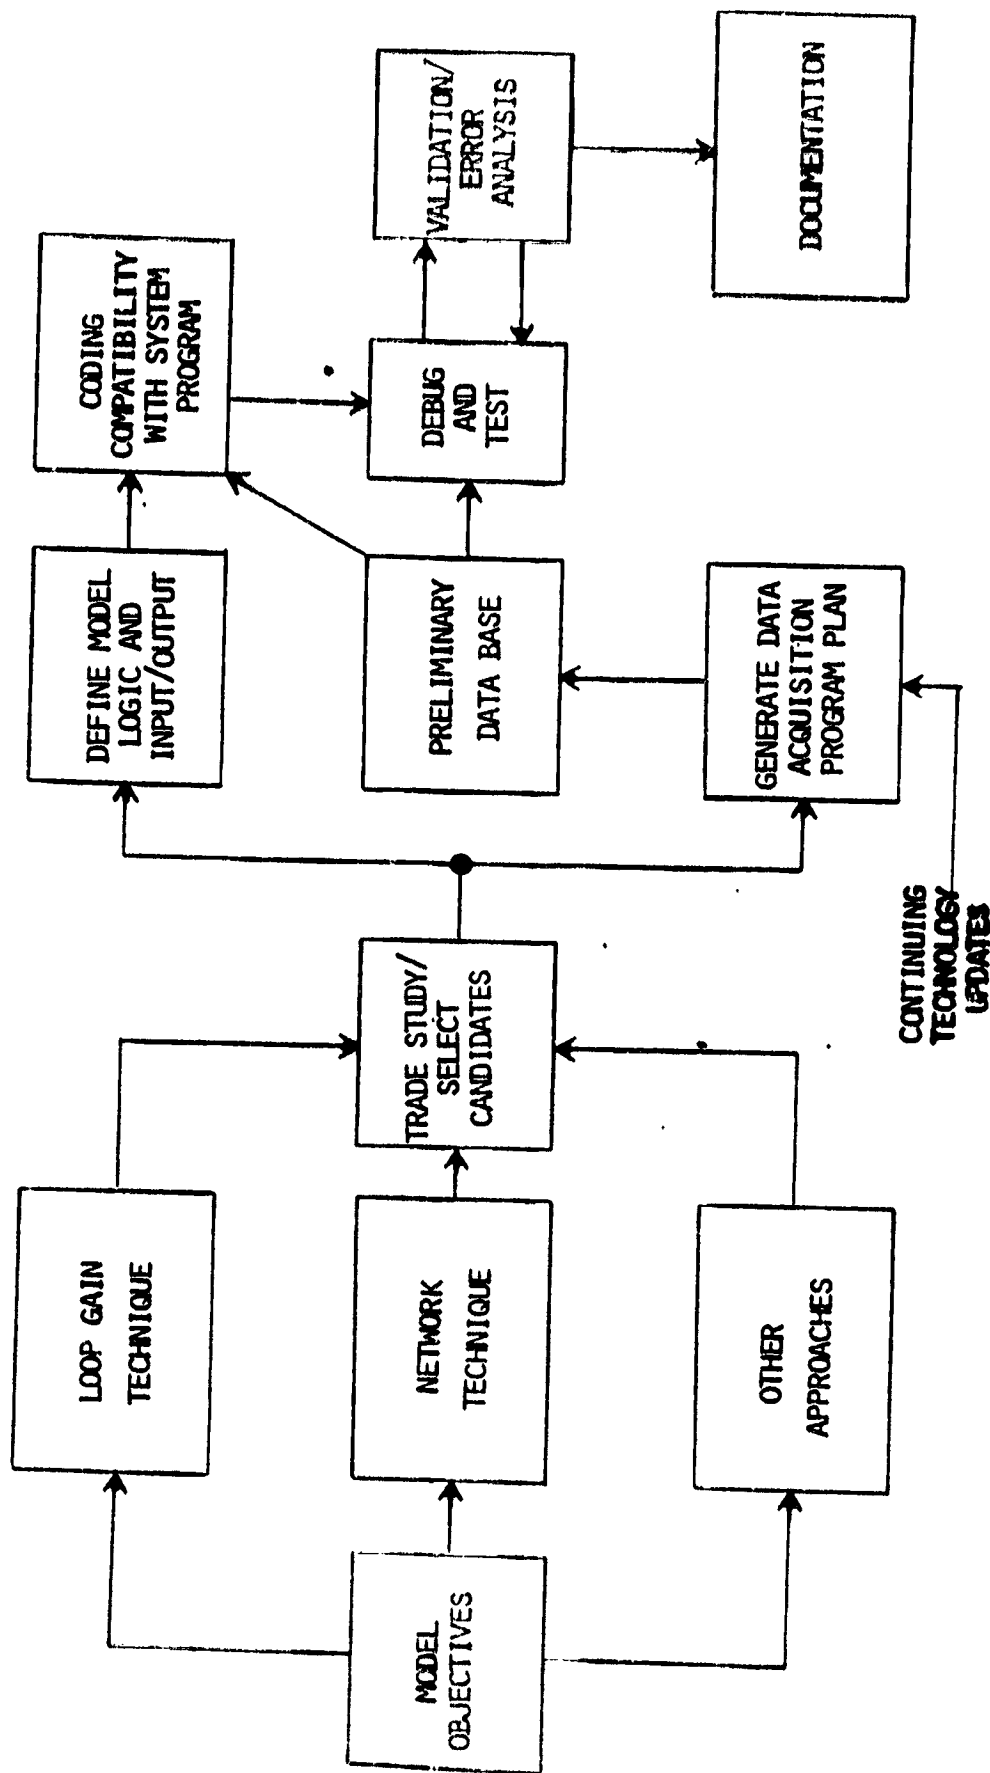 MODEL
OBJECTIVES
LOOP GAIN
TECHNIQUE
NETWORK
TECHNIQUE
OTHER
APPROACHES
TRADE STUDY/
SELECT
CANDIDATES
DEFINE MODEL
LOGIC AND
INPUT/OUTPUT
PRELIMINARY
DATA BASE
GENERATE DATA
ACQUISITION
PROGRAM PLAN
CONTINUING
TECHNOLOGY
UPDATES
CODING
COMPATIBILITY
WITH SYSTEM
PROGRAM
DEBUG
AND
TEST
VALIDATION/
ERROR
ANALYSIS
DOCUMENTATION